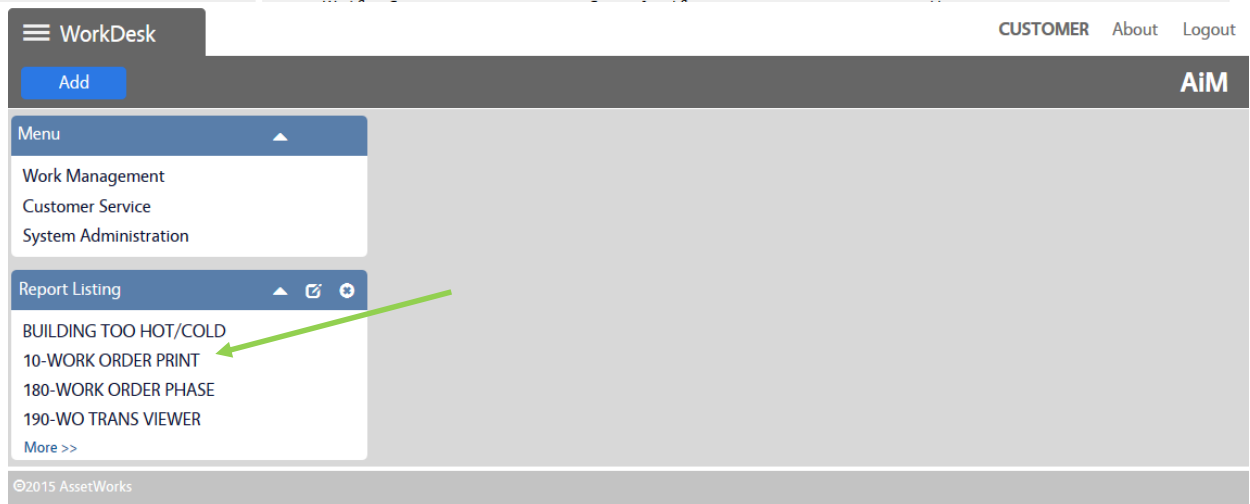 WorkDesk
CUSTOMER About Logout
Add
AiM
Menu
Work Management
Customer Service
System Administration
Report Listing
BUILDING TOO HOT/COLD
10-WORK ORDER PRINT
180-WORK ORDER PHASE
190-WO TRANS VIEWER
More >>
©2015 AssetWorks